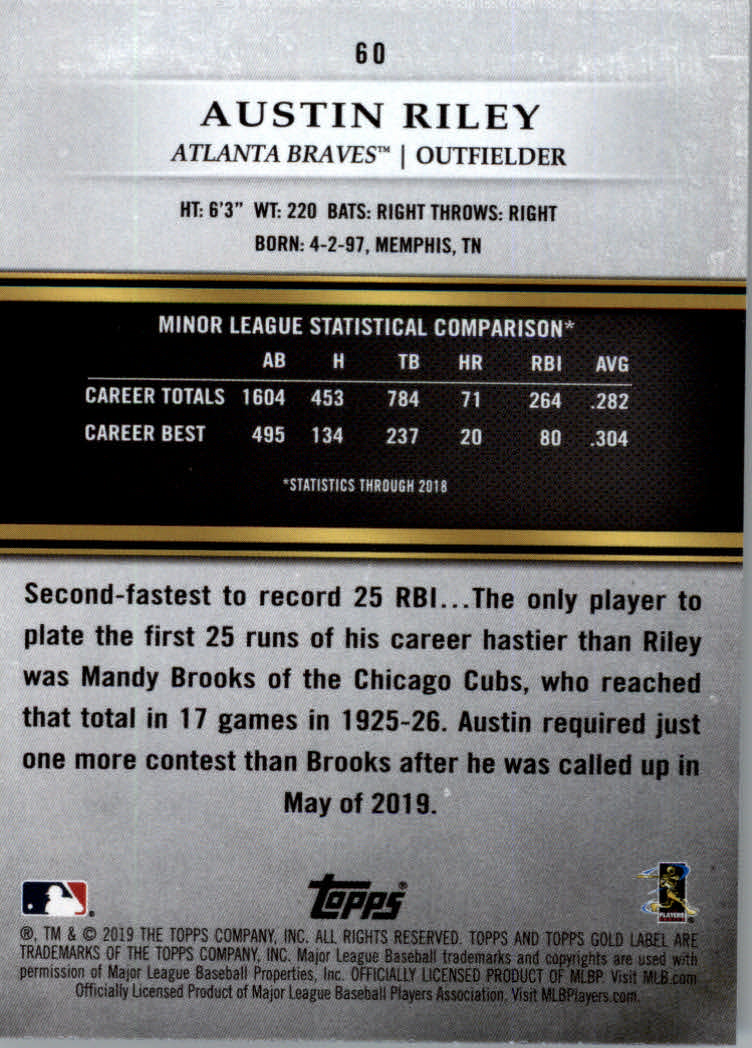 60
AUSTIN RILEY
ATLANTA BRAVES™ | OUTFIELDER
HT: 6'3" WT: 220 BATS: RIGHT THROWS: RIGHT
BORN: 4-2-97, MEMPHIS, TN
MINOR LEAGUE STATISTICAL COMPARISON*
AB H TB HR RBI AVG
CAREER TOTALS 1604 453 784 71 264 .282
CAREER BEST 495 134 237 20 80 .304
*STATISTICS THROUGH 2018
Second-fastest to record 25 RBI...The only player to
plate the first 25 runs of his career hastier than Riley
was Mandy Brooks of the Chicago Cubs, who reached
that total in 17 games in 1925-26. Austin required just
one more contest than Brooks after he was called up in
May of 2019.
topps®
PLAYERS
®, TM & © 2019 THE TOPPS COMPANY, INC. ALL RIGHTS RESERVED. TOPPS AND TOPPS GOLD LABEL ARE
TRADEMARKS OF THE TOPPS COMPANY, INC. Major League Baseball trademarks and copyrights are used with
permission of Major League Baseball Properties, Inc. OFFICIALLY LICENSED PRODUCT OF MLBP. Visit MLB.com
Officially Licensed Product of Major League Baseball Players Association, Visit MLBPlayers.com.